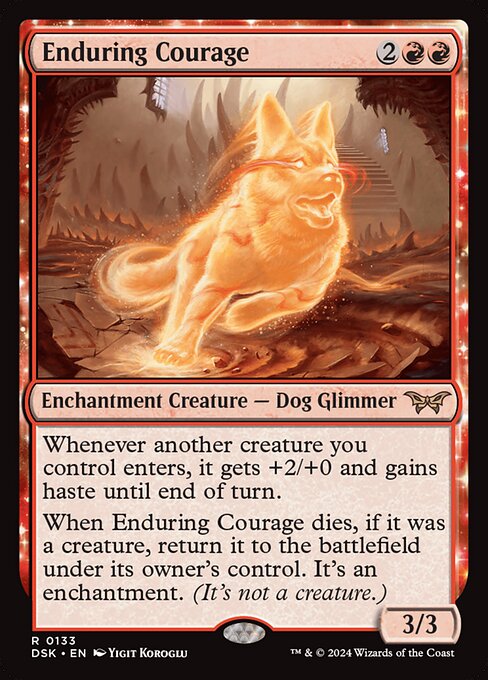 Enduring Courage 2
Enchantment Creature — Dog Glimmer
Whenever another creature you
control enters, it gets +2/+0 and gains
haste until end of turn.
When Enduring Courage dies, if it was
a creature, return it to the battlefield
under its owner's control. It's an
enchantment. (It's not a creature.)
3/3
R 0133
DSK • EN Yigit Koroglu
™ & © 2024 Wizards of the Coast